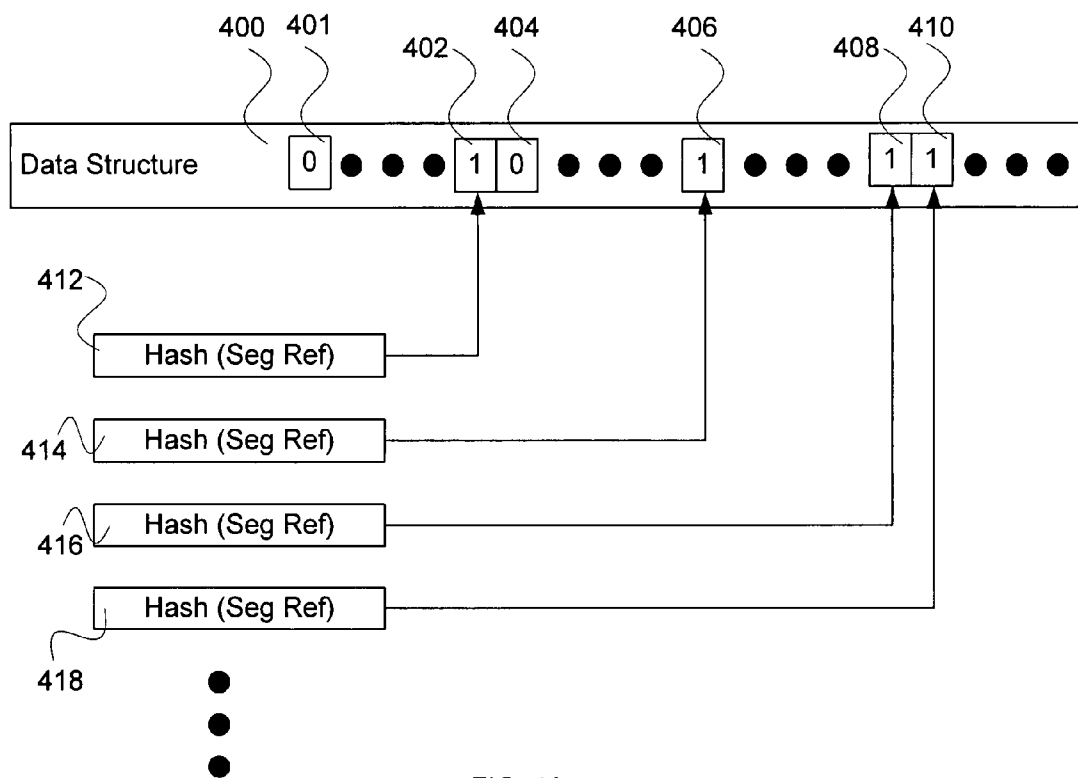 400 401 402 404 406 408 410
Data Structure 0 1 0 1 1 1
412
Hash (Seg Ref)
414 Hash (Seg Ref)
416 Hash (Seg Ref)
Hash (Seg Ref)
418